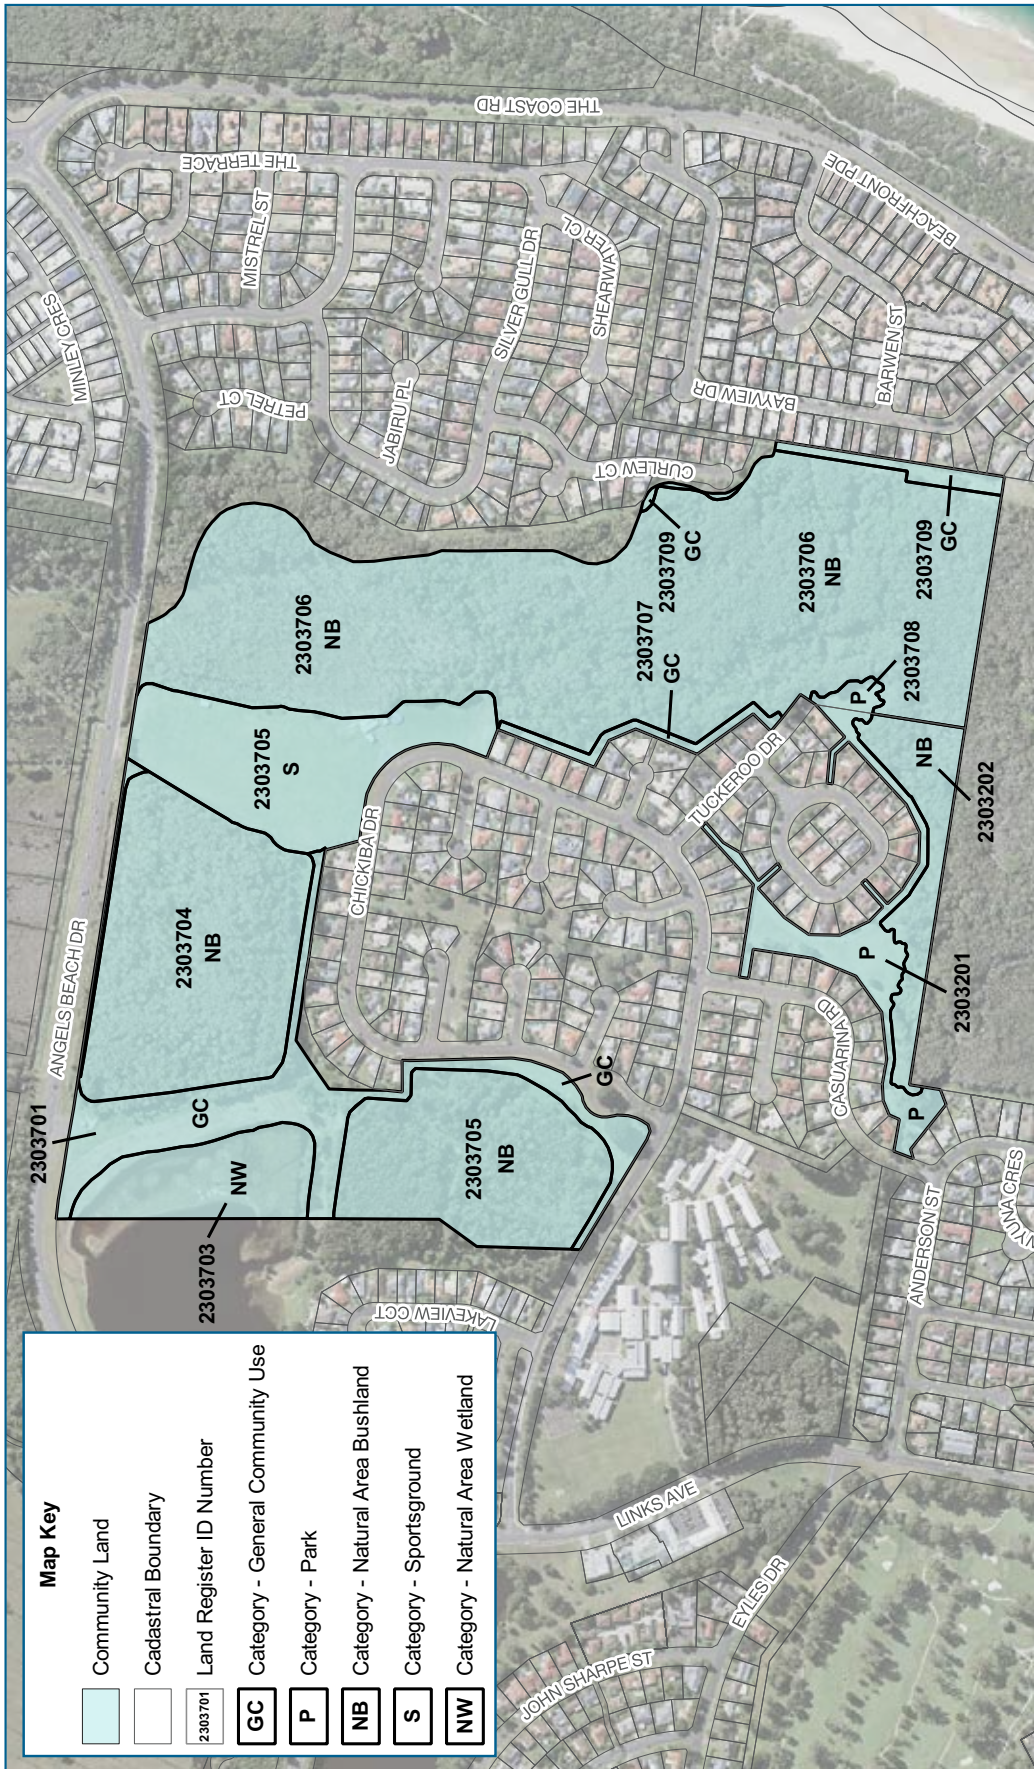 Map Key
Community Land
Cadastral Boundary
2303701
Land Register ID Number
GC
Category - General Community Use
P
Category - Park
NB
Category - Natural Area Bushland
S
Category - Sportsground
NW
Category - Natural Area Wetland
2303701
ANGELS BEACH DR
MINLEY CRES
2303703
NW
GC
2303704
NB
2303705
S
2303706
NB
THE TERRACE
MISTREL ST
THE COAST RD
PETREL CT
JABIRU PL
SILVER GULL DR
SHEARWATER CL
CURLEW CT
BAYVIEW DR
BARWEN ST
BEACHFRONT PDE
LAKEVIEW CCT
2303705
NB
GC
CHICKIBA DR
2303707
GC
2303709
GC
2303706
NB
2303709
GC
2303708
P
TUCKEROO DR
NB
2303202
P
2303201
CASUARINA RD
P
ANDERSON ST
NYUNA CRES
LINKS AVE
EYLES DR
JOHN SHARPE ST